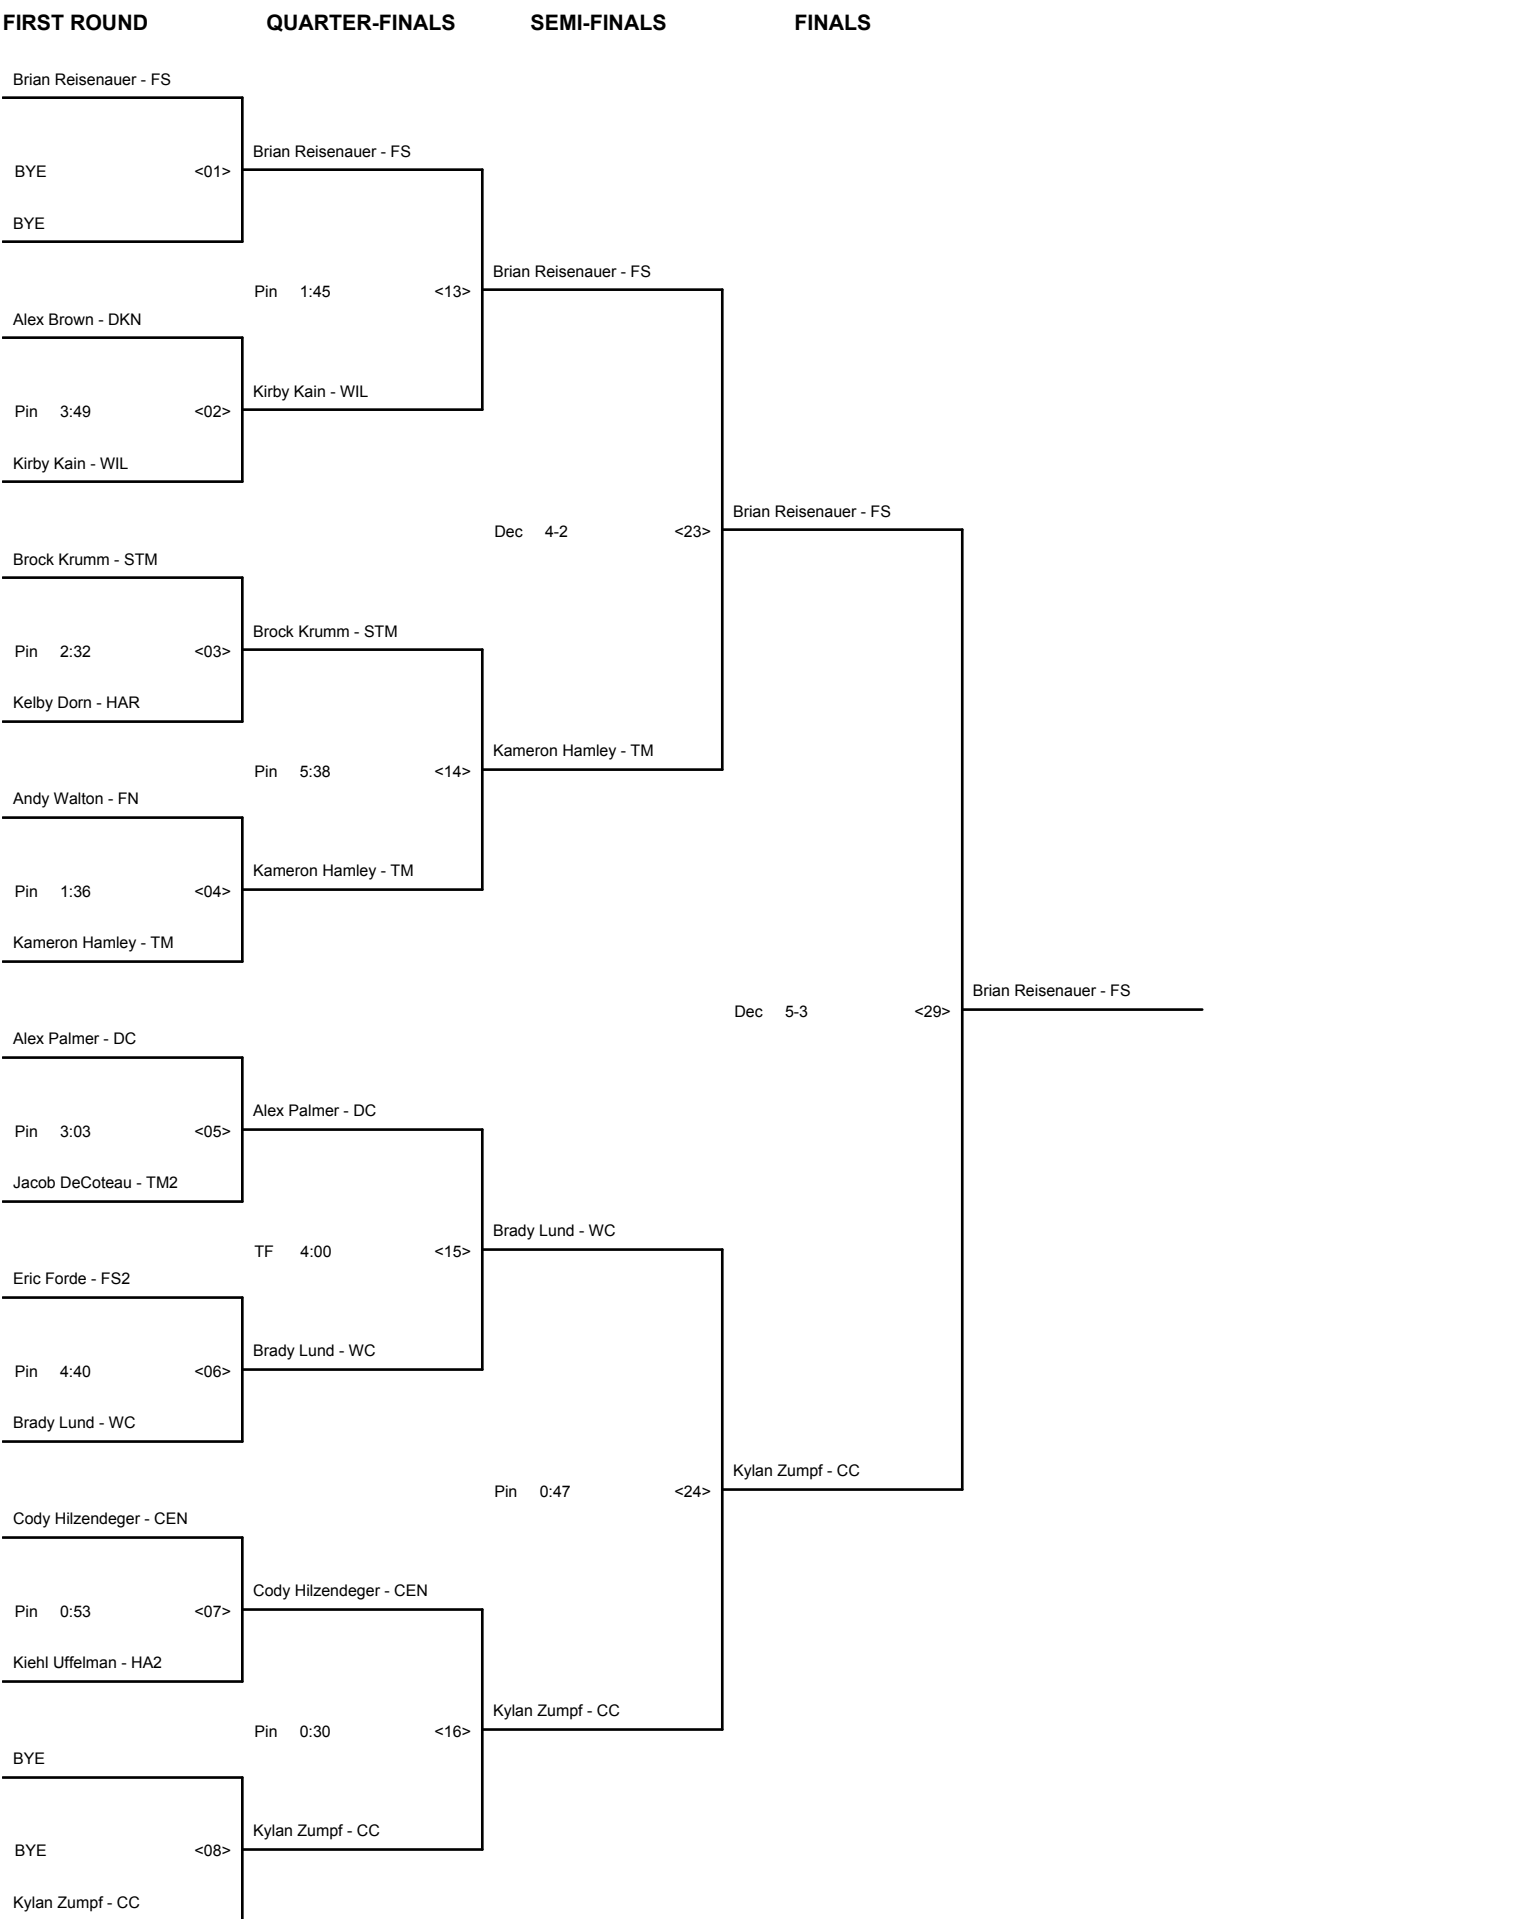 FIRST ROUND QUARTER-FINALS SEMI-FINALS FINALS
Brian Reisenauer - FS
Brian Reisenauer - FS
BYE <01>
BYE
Brian Reisenauer - FS
Pin 1:45 <13>
Alex Brown - DKN
Kirby Kain - WIL
Pin 3:49 <02>
Kirby Kain - WIL
Brian Reisenauer - FS
Dec 4-2 <23>
Brock Krumm - STM
Brock Krumm - STM
Pin 2:32 <03>
Kelby Dorn - HAR
Kameron Hamley - TM
Pin 5:38 <14>
Andy Walton - FN
Kameron Hamley - TM
Pin 1:36 <04>
Kameron Hamley - TM
Brian Reisenauer - FS
Dec 5-3 <29>
Alex Palmer - DC
Alex Palmer - DC
Pin 3:03 <05>
Jacob DeCoteau - TM2
Brady Lund - WC
TF 4:00 <15>
Eric Forde - FS2
Brady Lund - WC
Pin 4:40 <06>
Brady Lund - WC
Kylan Zumpf - CC
Pin 0:47 <24>
Cody Hilzendeger - CEN
Cody Hilzendeger - CEN
Pin 0:53 <07>
Kiehl Uffelman - HA2
Kylan Zumpf - CC
Pin 0:30 <16>
BYE
Kylan Zumpf - CC
BYE <08>
Kylan Zumpf - CC